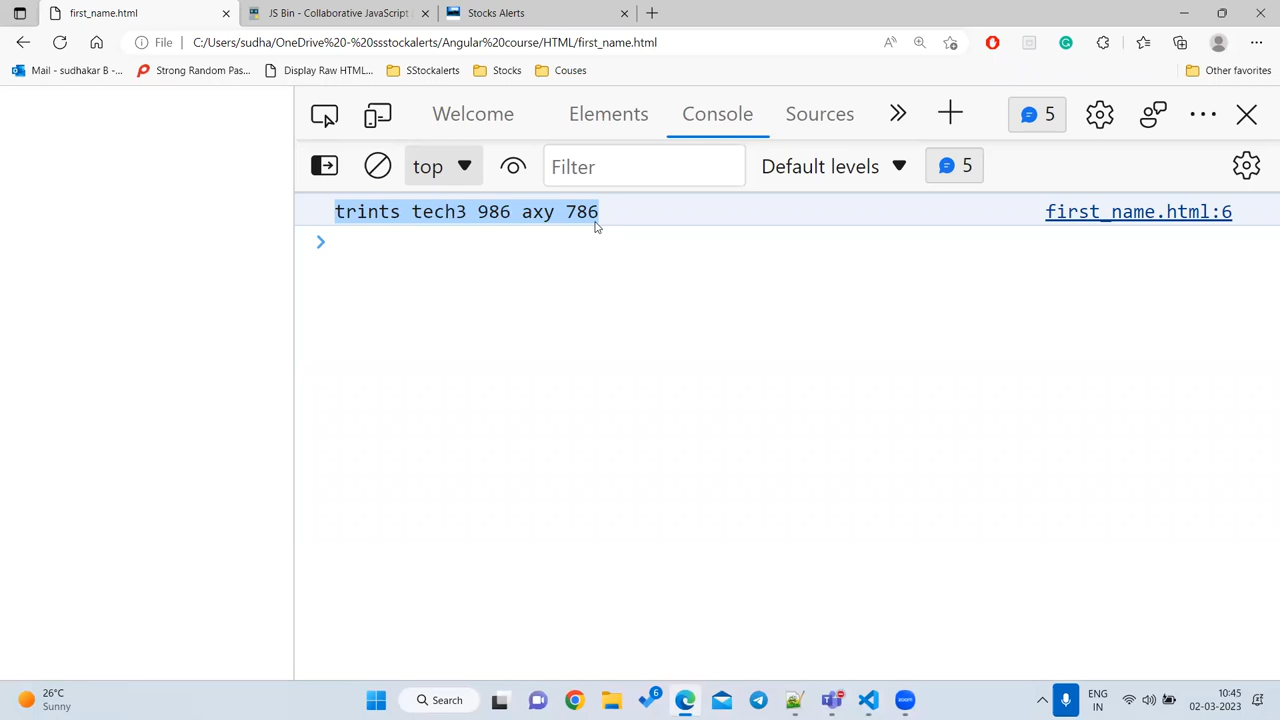 first_name.html
JS Bin - Collaborative JavaScript
Stocks Alerts
File C:/Users/sudha/OneDrive%20-%20ssstockalerts/Angular%20course/HTML/first_name.html
Mail - sudhakar B -... Strong Random Pas... Display Raw HTML... SStockalerts Stocks Couses Other favorites
Welcome Elements Console Sources 5
top Filter Default levels 5
trints tech3 986 axy 786 first_name.html:6
26°C
Sunny
Search
6
ENG
IN
10:45
02-03-2023